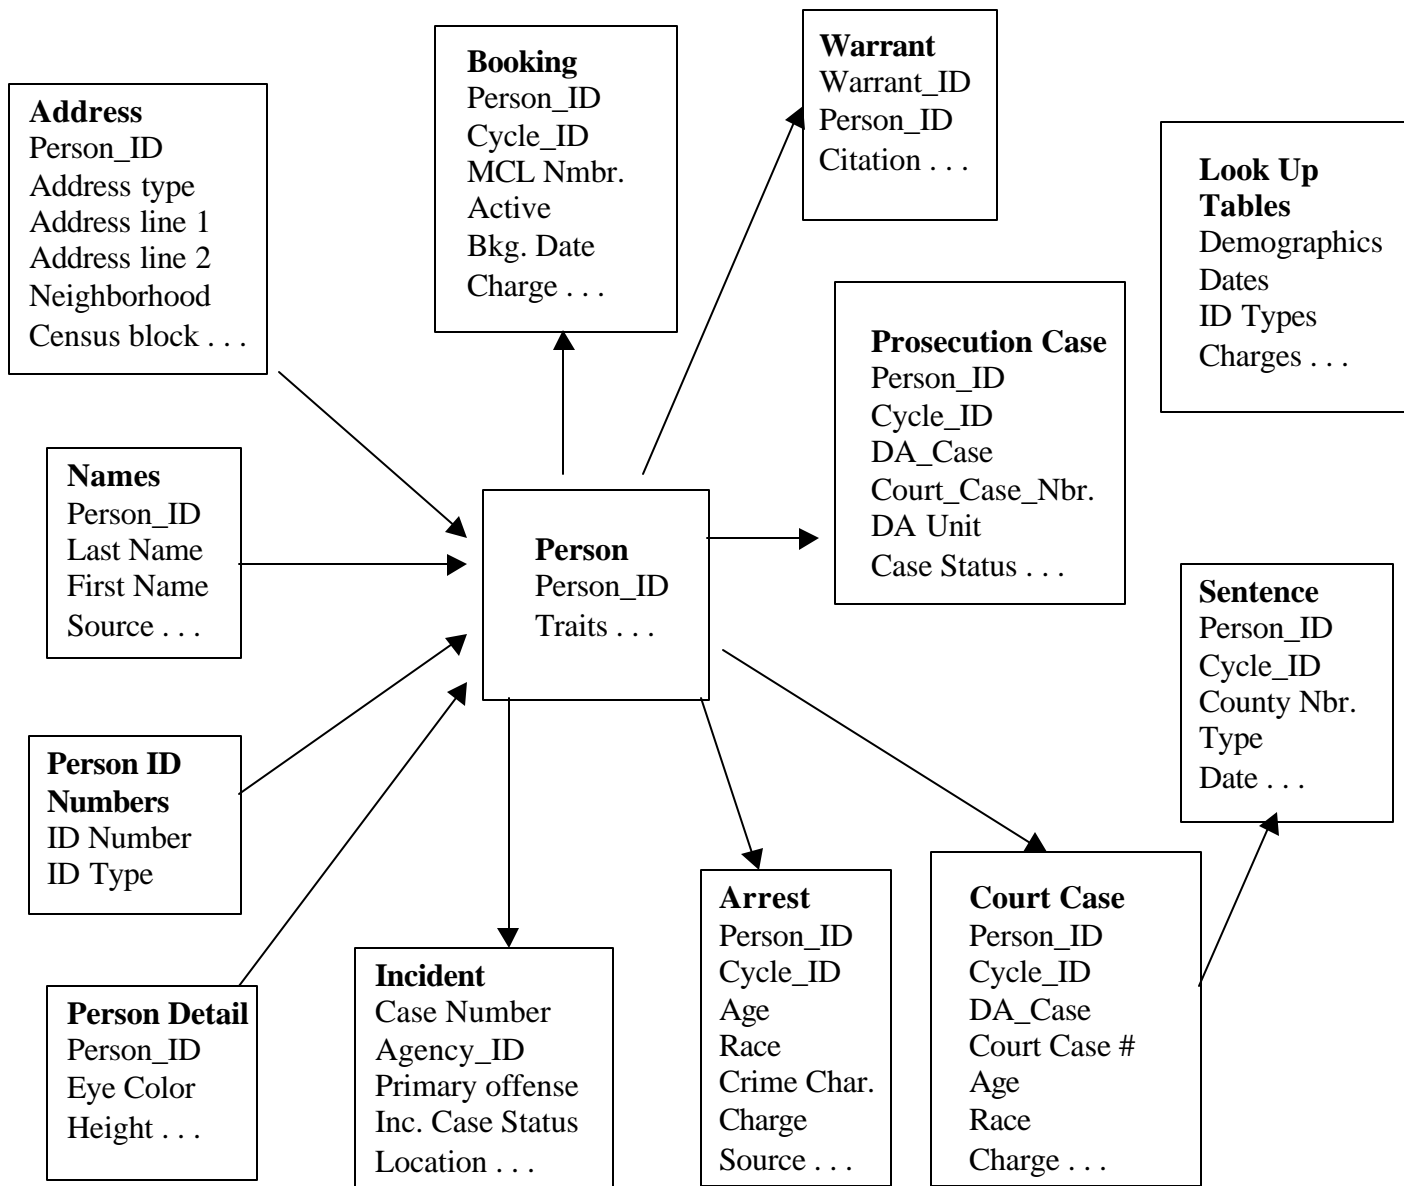 Booking
Person_ID
Cycle_ID
MCL Nmbr.
Active
Bkg. Date
Charge . . .
Warrant
Warrant_ID
Person_ID
Citation . . .
Address
Person_ID
Address type
Address line 1
Address line 2
Neighborhood
Census block . . .
Look Up
Tables
Demographics
Dates
ID Types
Charges . . .
Prosecution Case
Person_ID
Cycle_ID
DA_Case
Court_Case_Nbr.
DA Unit
Case Status . . .
Names
Person_ID
Last Name
First Name
Source . . .
Person
Person_ID
Traits . . .
Sentence
Person_ID
Cycle_ID
County Nbr.
Type
Date . . .
Person ID
Numbers
ID Number
ID Type
Person Detail
Person_ID
Eye Color
Height . . .
Incident
Case Number
Agency_ID
Primary offense
Inc. Case Status
Location . . .
Arrest
Person_ID
Cycle_ID
Age
Race
Crime Char.
Charge
Source . . .
Court Case
Person_ID
Cycle_ID
DA_Case
Court Case #
Age
Race
Charge . . .